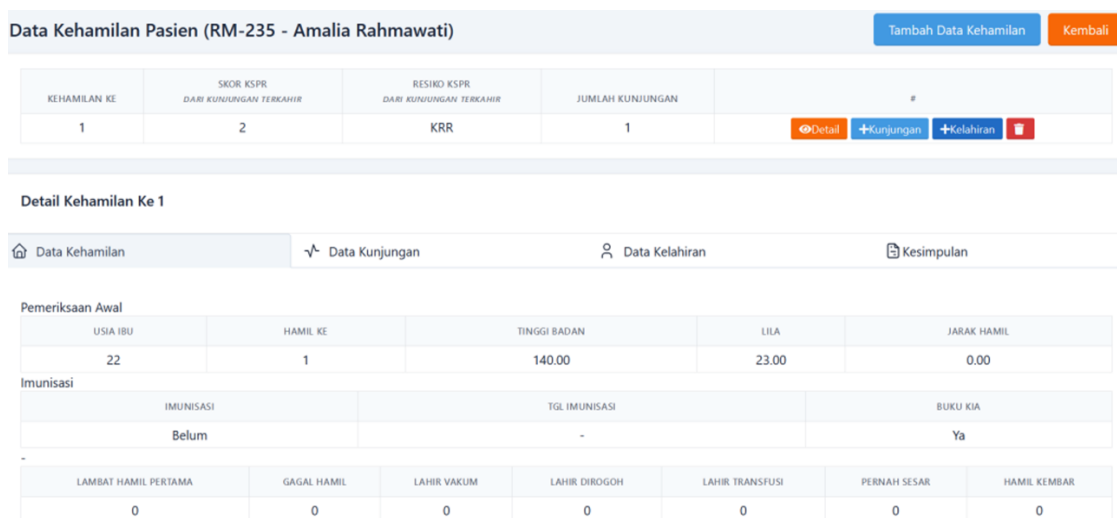 Data Kehamilan Pasien (RM-235 - Amalia Rahmawati)
Tambah Data Kehamilan
Kembali
KEHAMILAN KE SKOR KSPR RESIKO KSPR JUMLAH KUNJUNGAN #
DARI KUNJUNGAN TERKAHIR DARI KUNJUNGAN TERKAHIR
1 2 KRR 1 Detail +Kunjungan +Kelahiran
Detail Kehamilan Ke 1
Data Kehamilan Data Kunjungan Data Kelahiran Kesimpulan
Pemeriksaan Awal
USIA IBU HAMIL KE TINGGI BADAN LILA JARAK HAMIL
22 1 140.00 23.00 0.00
Imunisasi
IMUNISASI TGL IMUNISASI BUKU KIA
Belum - Ya
-
LAMBAT HAMIL PERTAMA GAGAL HAMIL LAHIR VAKUM LAHIR DIROGOH LAHIR TRANSFUSI PERNAH SESAR HAMIL KEMBAR
0 0 0 0 0 0 0